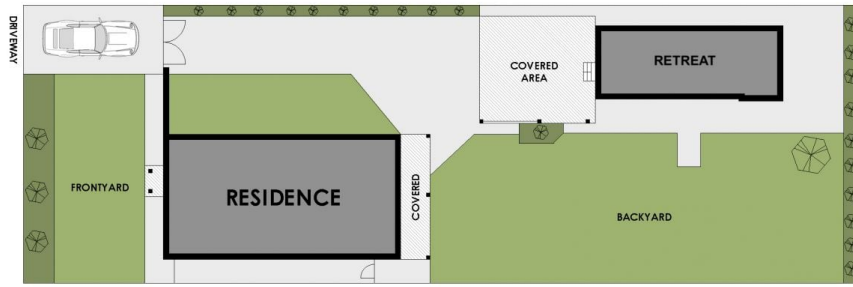 DRIVEWAY
COVERED
AREA
RETREAT
FRONTYARD
RESIDENCE
COVERED
BACKYARD